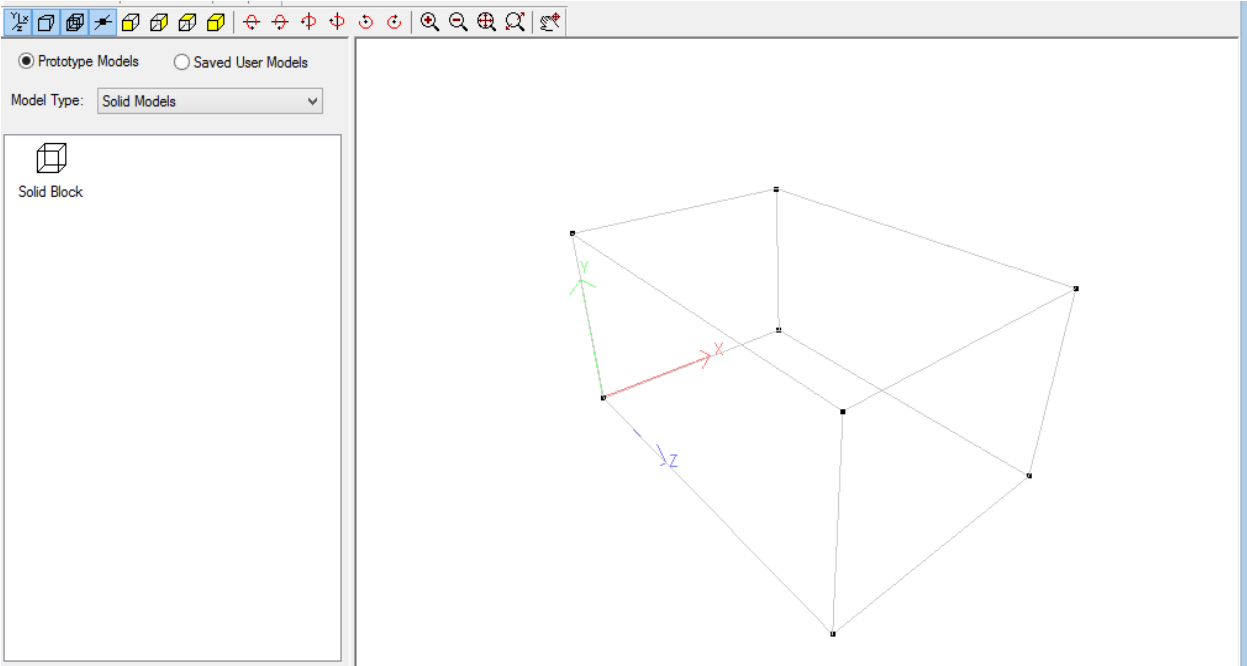 Prototype Models
Saved User Models
Model Type:
Solid Models
Solid Block
Y
X
Z